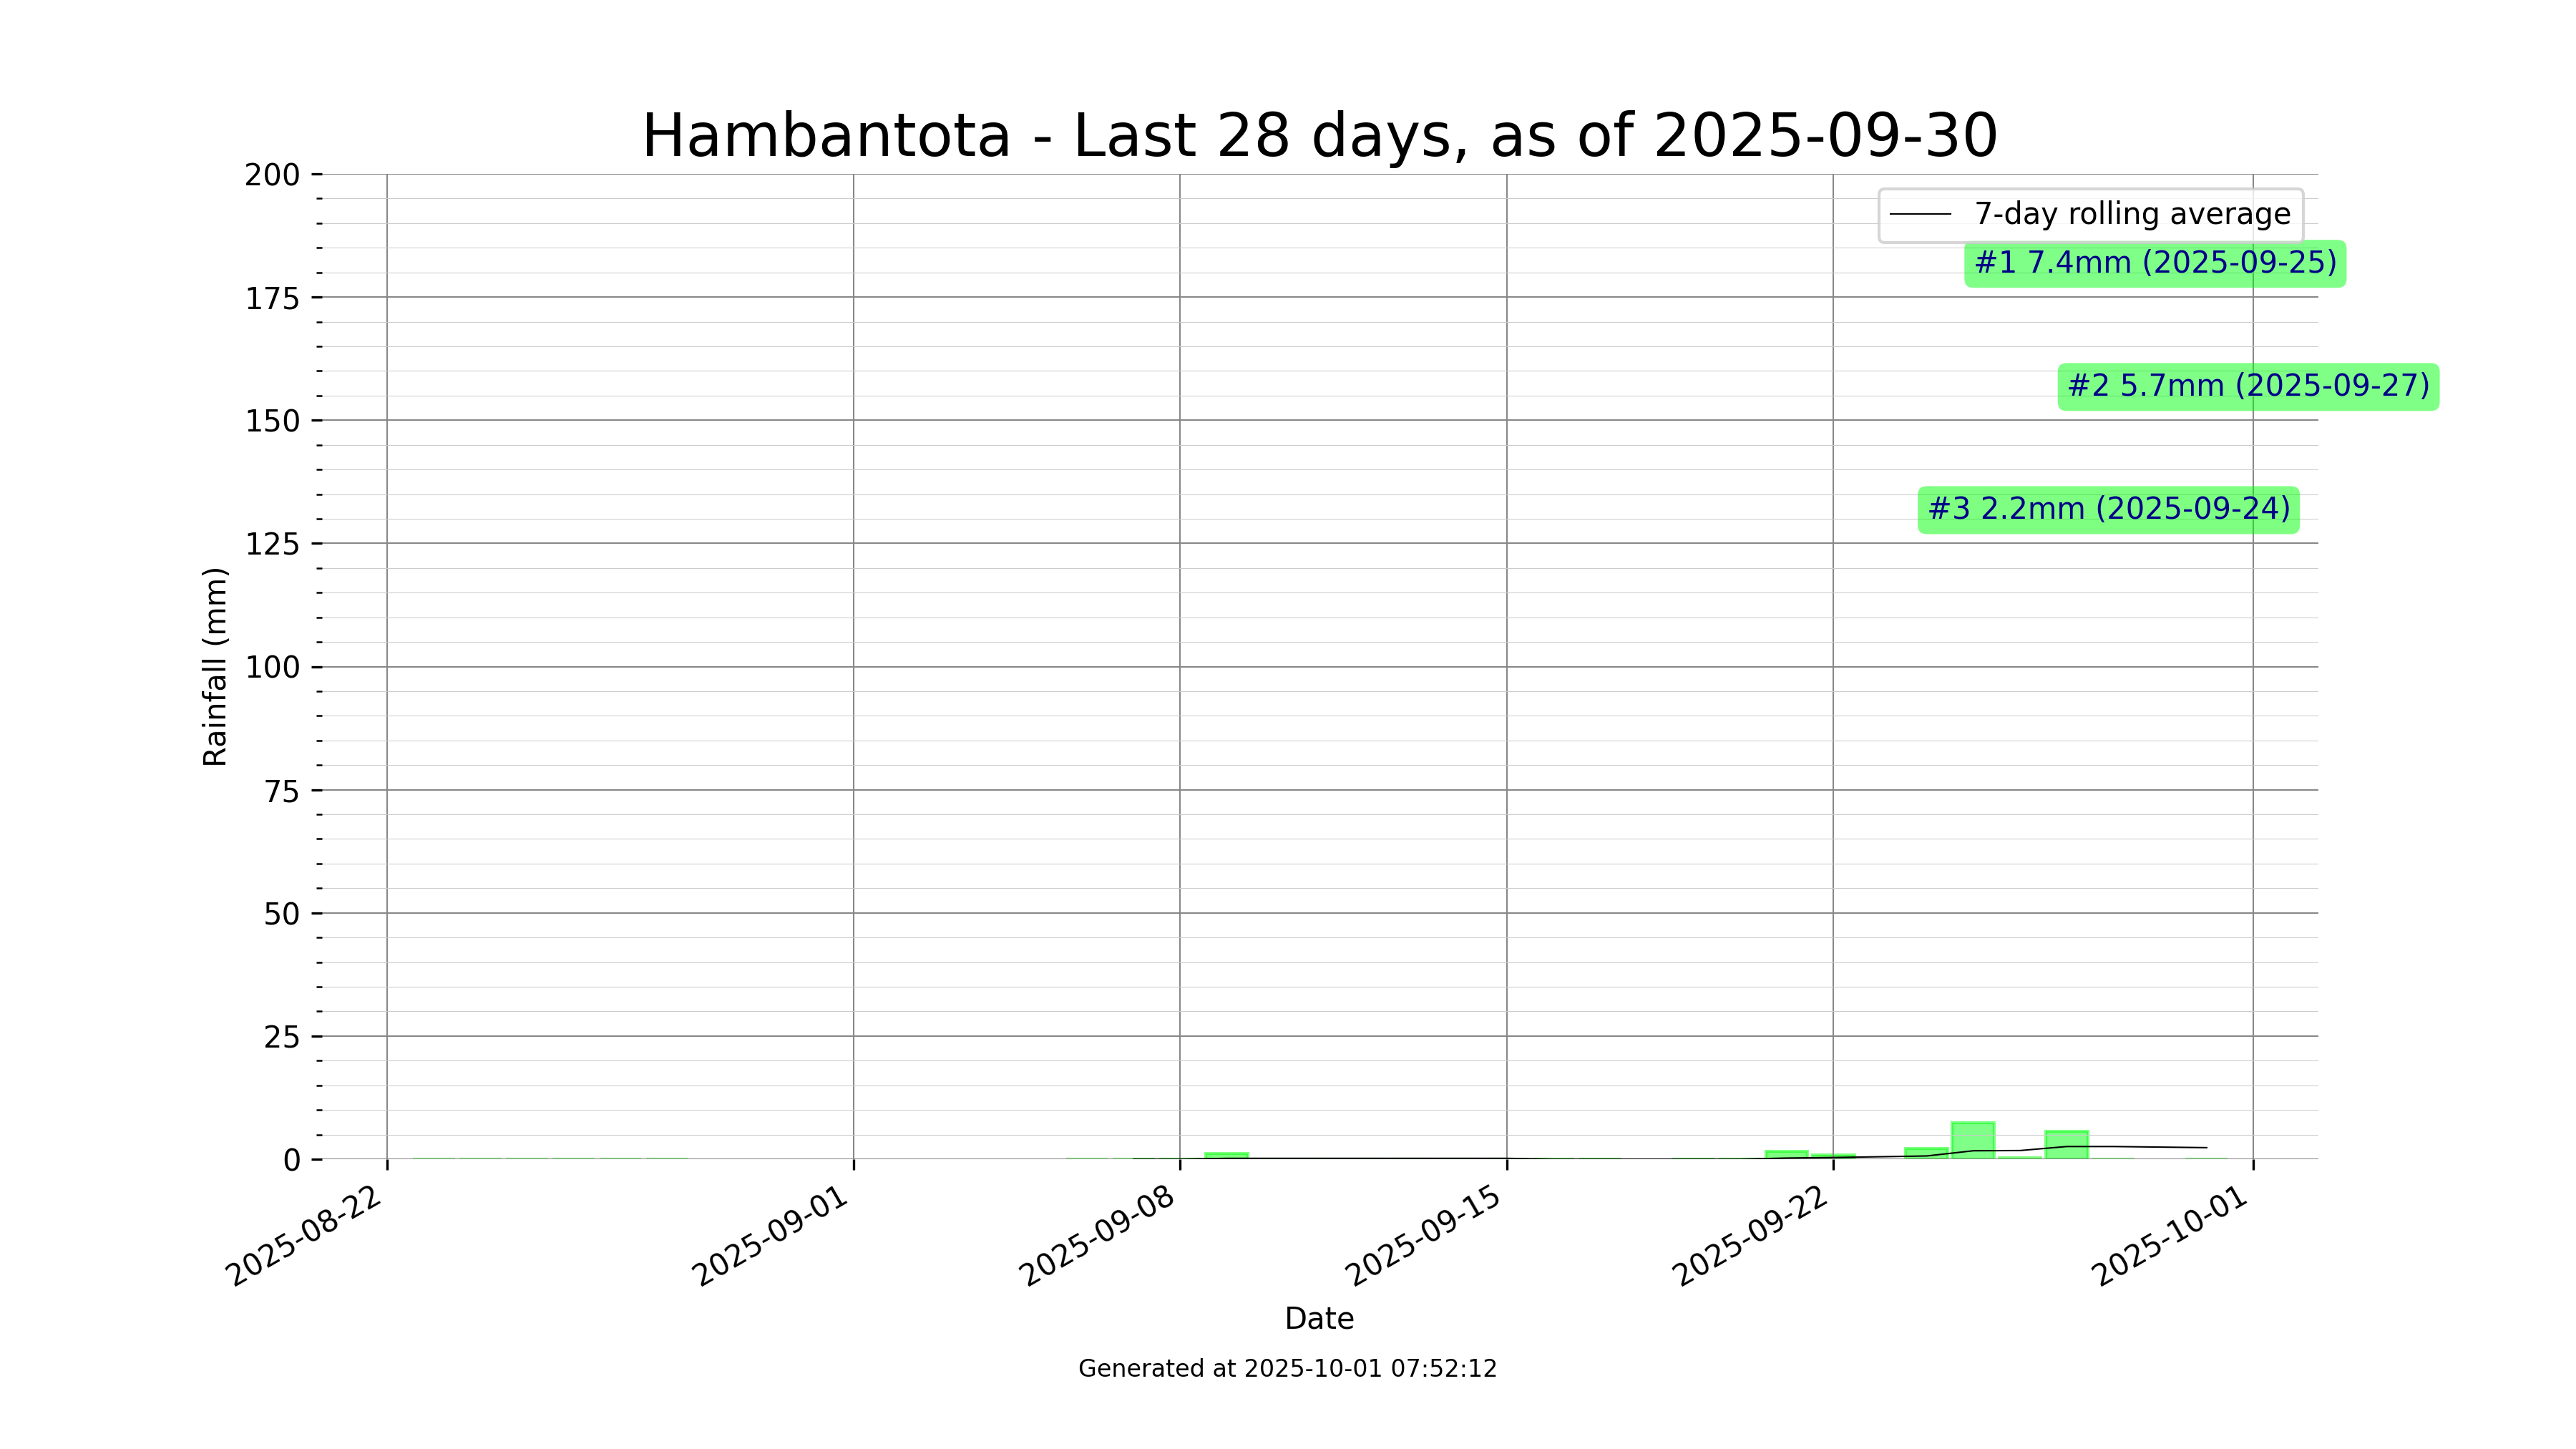 Hambantota - Last 28 days, as of 2025-09-30
200
175
150
125
100
75
50
25
0
Rainfall (mm)
7-day rolling average
#1 7.4mm (2025-09-25)
#2 5.7mm (2025-09-27)
#3 2.2mm (2025-09-24)
2025-08-22
2025-09-01
2025-09-08
2025-09-15
2025-09-22
2025-10-01
Date
Generated at 2025-10-01 07:52:12